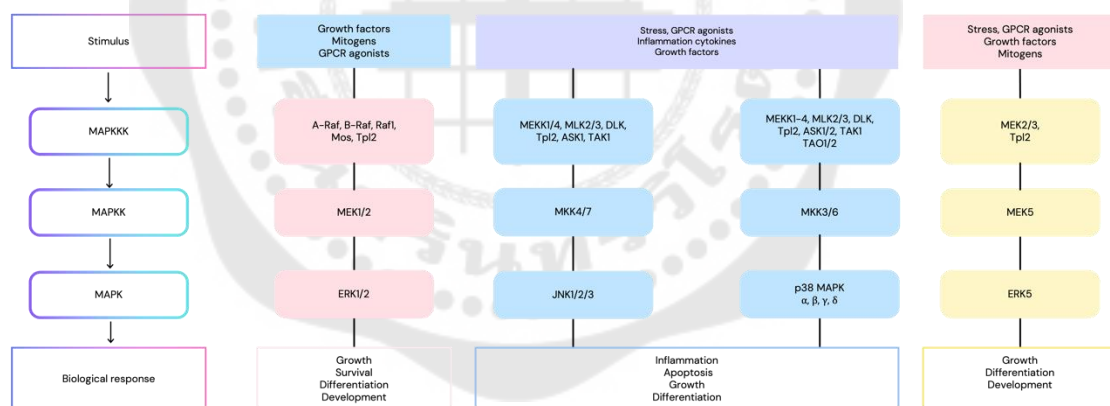 Stimulus
MAPKKK
MAPKK
MAPK
Biological response
Growth factors
Mitogens
GPCR agonists
A-Raf, B-Raf, Raf1,
Mos, Tpl2
MEK1/2
ERK1/2
Growth
Survival
Differentiation
Development
Stress, GPCR agonists
Inflammation cytokines
Growth factors
MEKK1/4, MLK2/3, DLK,
Tpl2, ASK1, TAK1
MKK4/7
JNK1/2/3
MEKK1-4, MLK2/3, DLK,
Tpl2, ASK1/2, TAK1
TAO1/2
MKK3/6
p38 MAPK
α, β, γ, δ
Inflammation
Apoptosis
Growth
Differentiation
Stress, GPCR agonists
Growth factors
Mitogens
MEK2/3,
Tpl2
MEK5
ERK5
Growth
Differentiation
Development